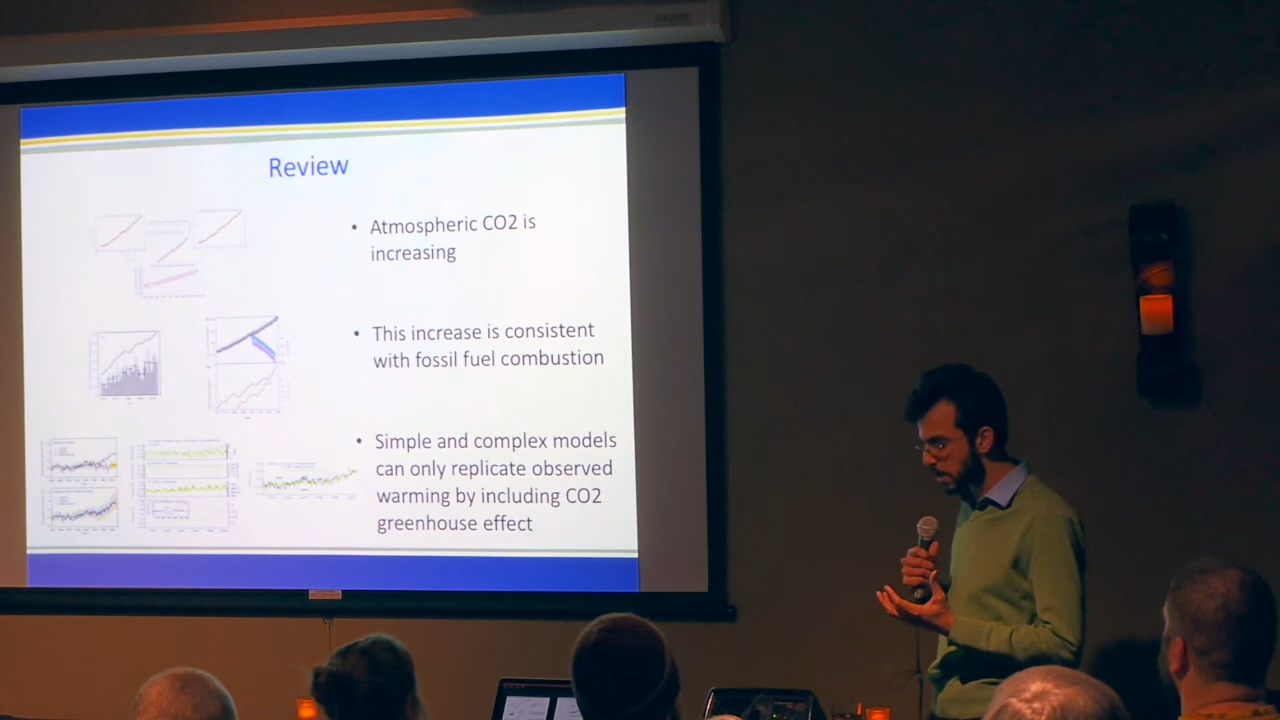 Review
• Atmospheric CO2 is
increasing
• This increase is consistent
with fossil fuel combustion
• Simple and complex models
can only replicate observed
warming by including CO2
greenhouse effect